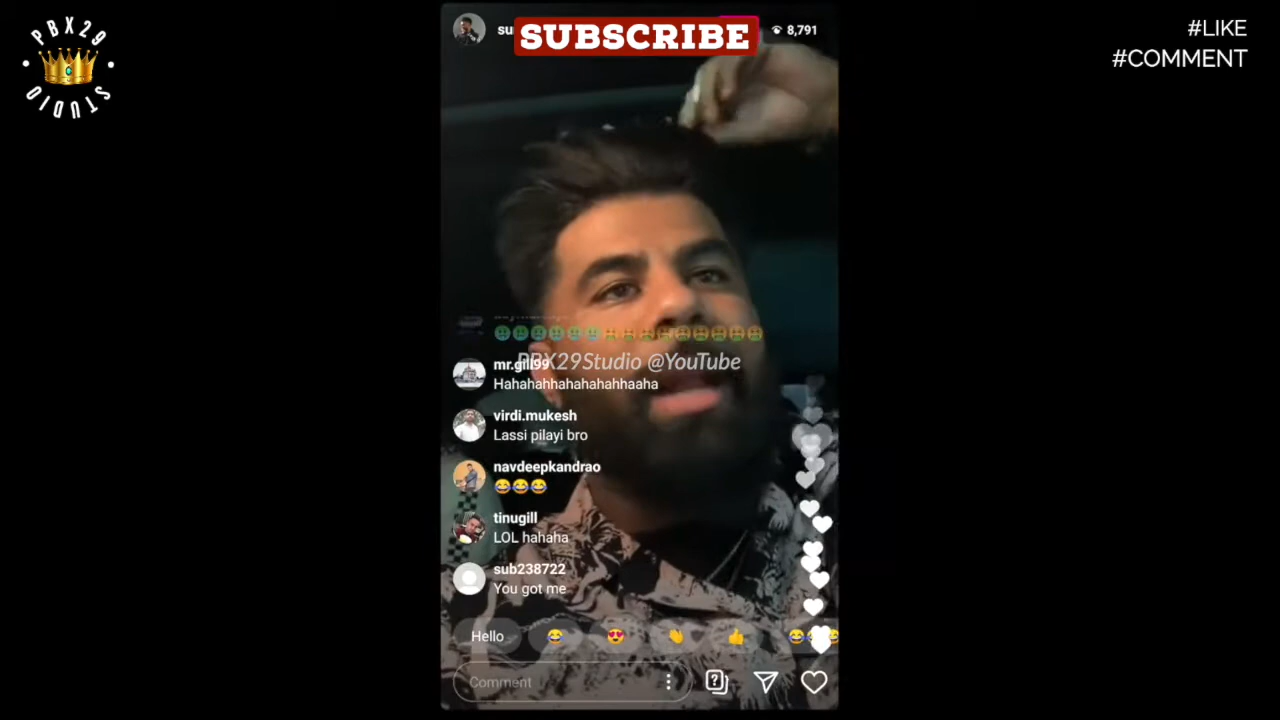 PBX29
STUDIO
su
SUBSCRIBE
8,791
#LIKE
#COMMENT
PBX29Studio @YouTube
mr.gill99
Hahahahhahahahahhaaha
virdi.mukesh
Lassi pilayi bro
navdeepkandrao
😂😂😂
tinugill
LOL hahaha
sub238722
You got me
Hello
Comment